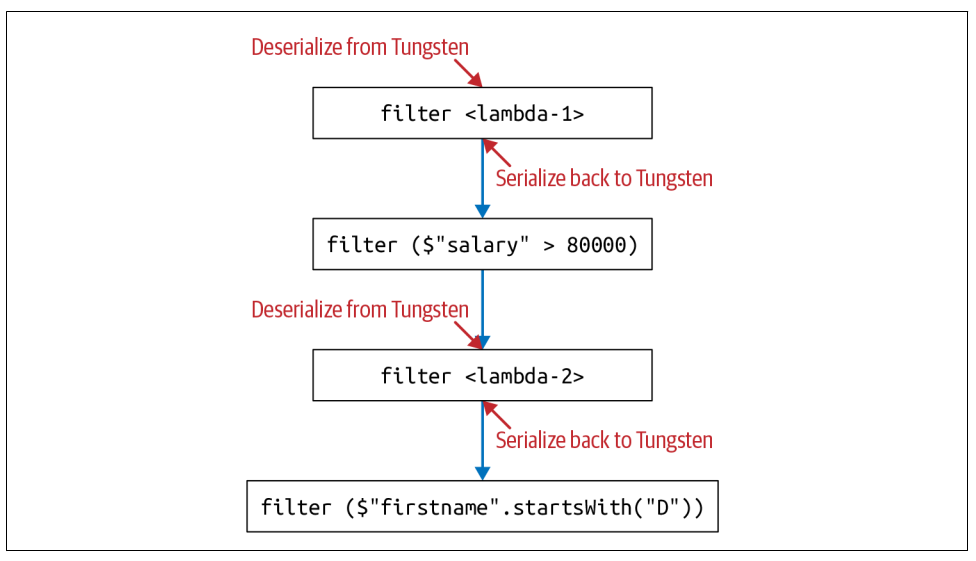 Deserialize from Tungsten
filter <lambda-1>
Serialize back to Tungsten
filter ($"salary" > 80000)
Deserialize from Tungsten
filter <lambda-2>
Serialize back to Tungsten
filter ($"firstname".startsWith("D"))